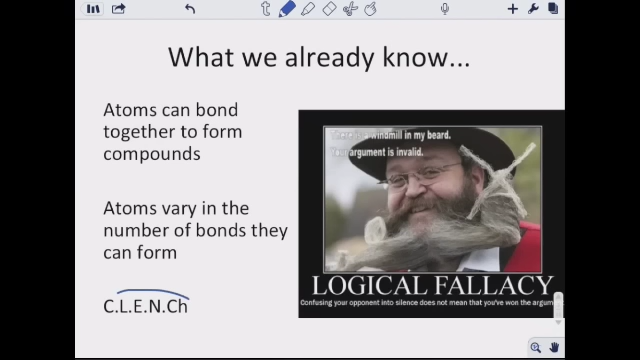 What we already know...
Atoms can bond
together to form
compounds
Atoms vary in the
number of bonds they
can form
C.L.E.N.Ch
a windmill in my beard.
argument is invalid.
LOGICAL FALLACY
Confusing your opponent into silence does not mean that you've won the